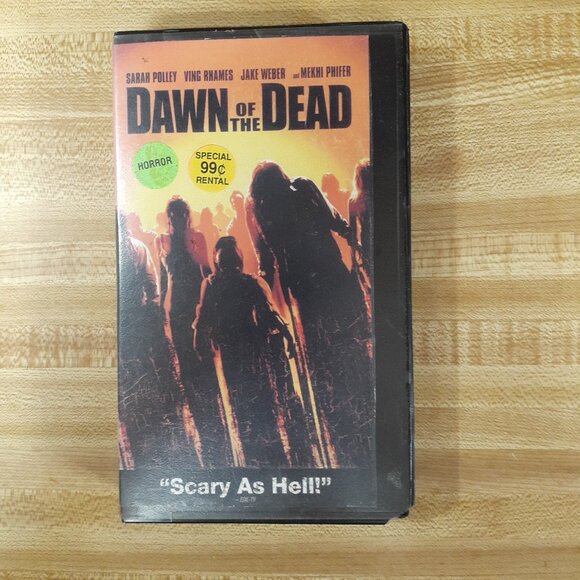 SARAH POLLEY VING RHAMES JAKE WEBER AND MEKHI PHIFER
DAWN OF THE DEAD
HORROR
SPECIAL
99¢
RENTAL
"Scary As Hell!"